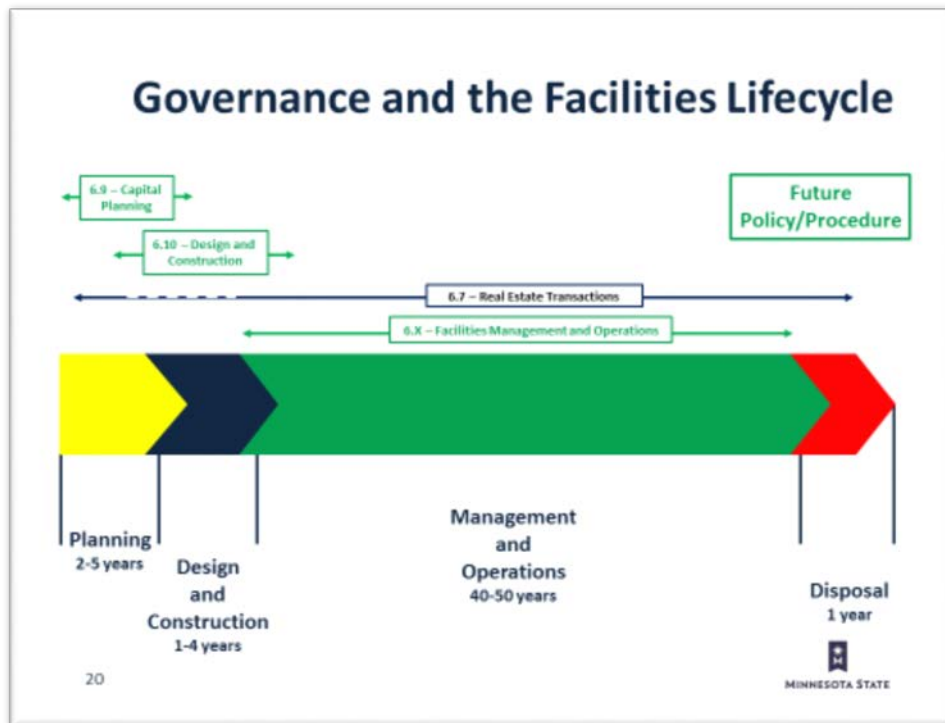 Governance and the Facilities Lifecycle
6.9 – Capital
Planning
Future
Policy/Procedure
6.10 – Design and
Construction
6.7 – Real Estate Transactions
6.X – Facilities Management and Operations
Planning
2-5 years
Design
and
Construction
1-4 years
Management
and
Operations
40-50 years
Disposal
1 year
20
M
MINNESOTA STATE